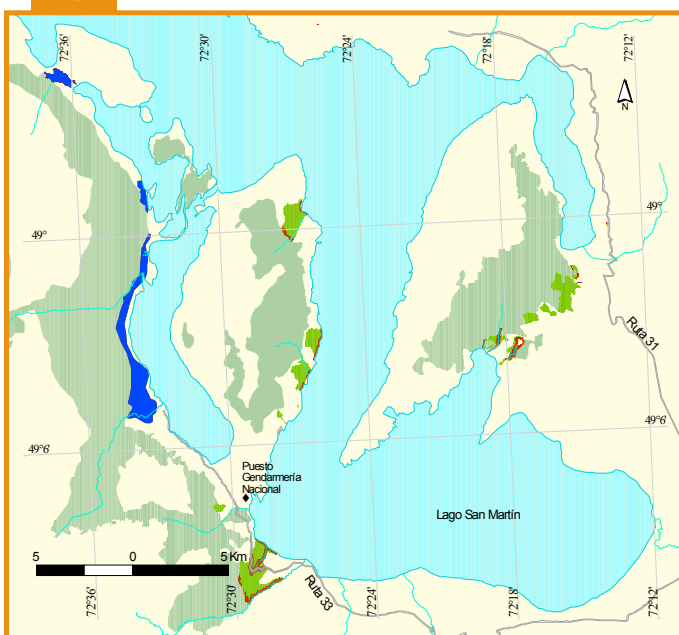 72°36'
72°30'
72°24'
72°18'
72°12'
N
49°
49°
Ruta 31
49°6'
49°6'
Puesto
Gendarmería
Nacional
Lago San Martín
5 0 5 Km
Ruta 33
72°36'
72°30'
72°24'
72°18'
72°12'